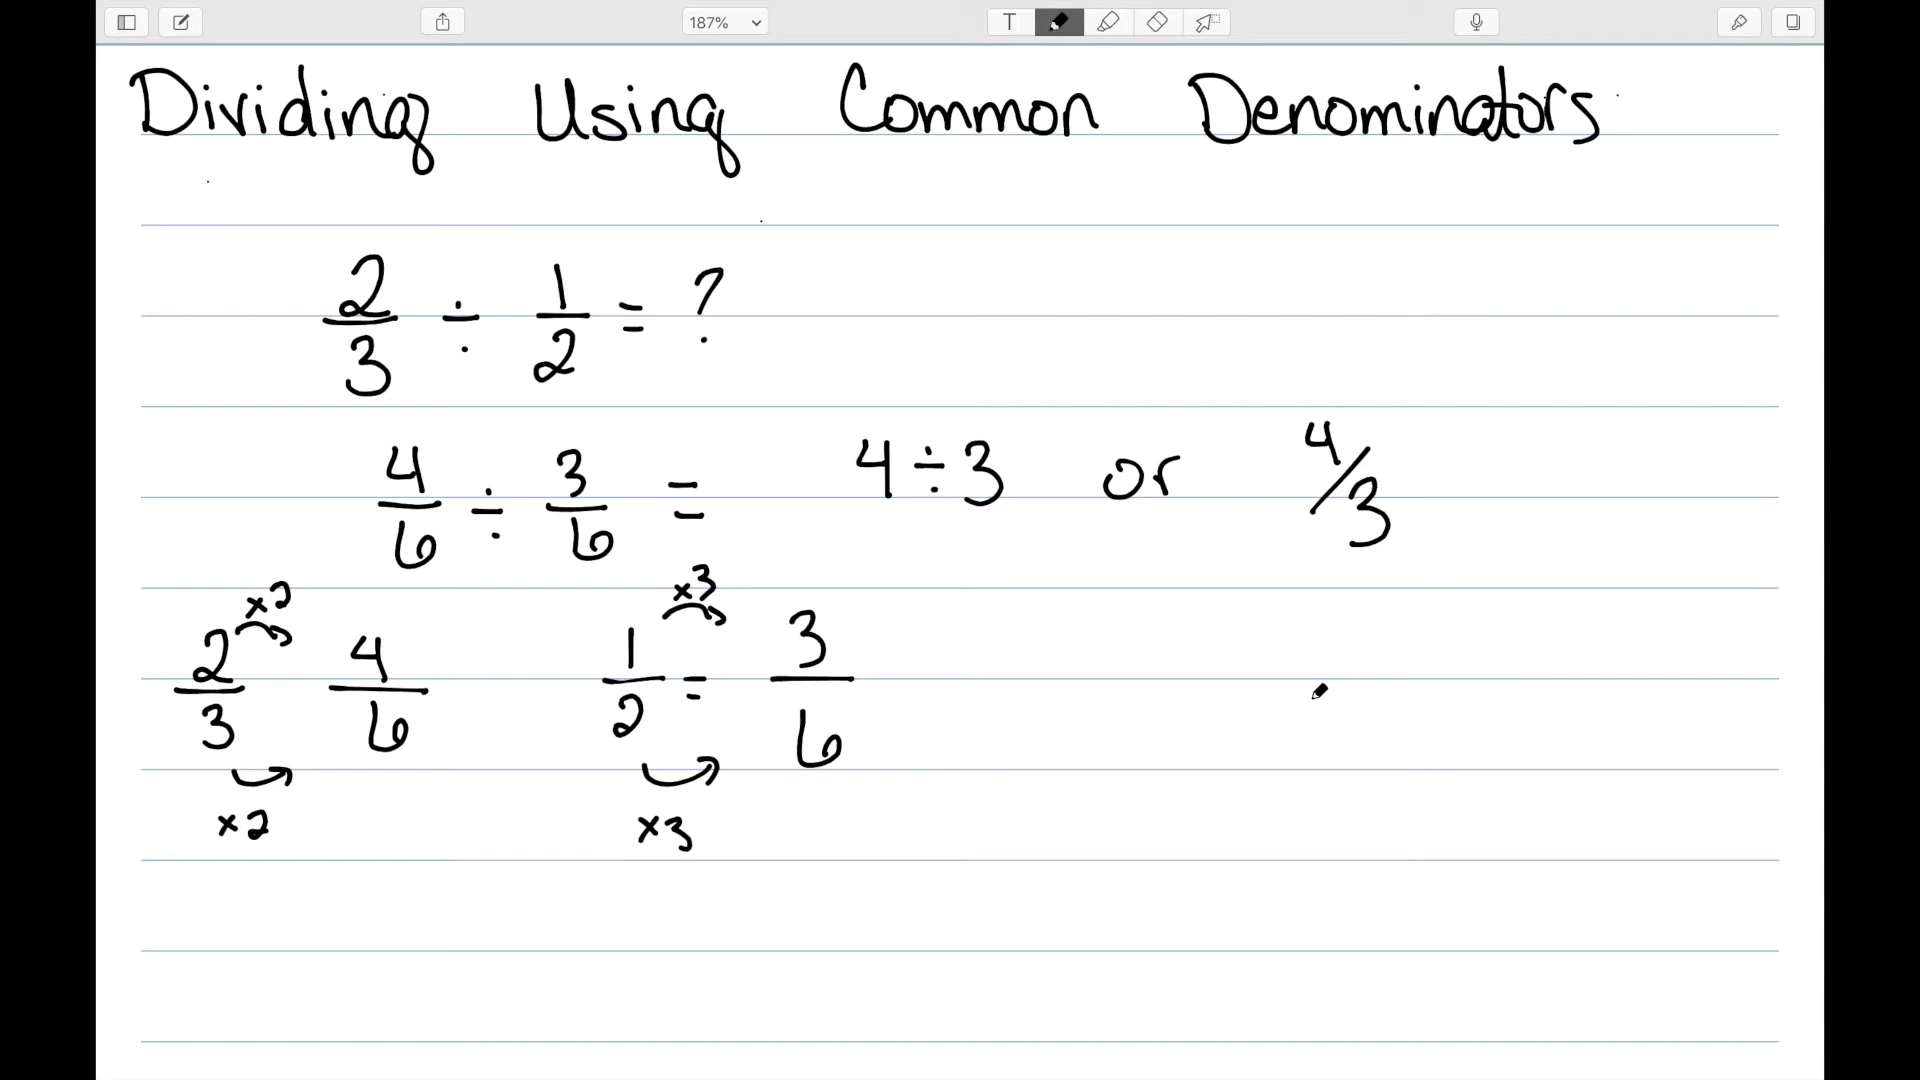 187%
T
Dividing Using Common Denominators
2/3 ÷ 1/2 = ?
4/6 ÷ 3/6 = 4 ÷ 3 or 4/3
×2 ×3
2/3 4/6 1/2 = 3/6
×2 ×3